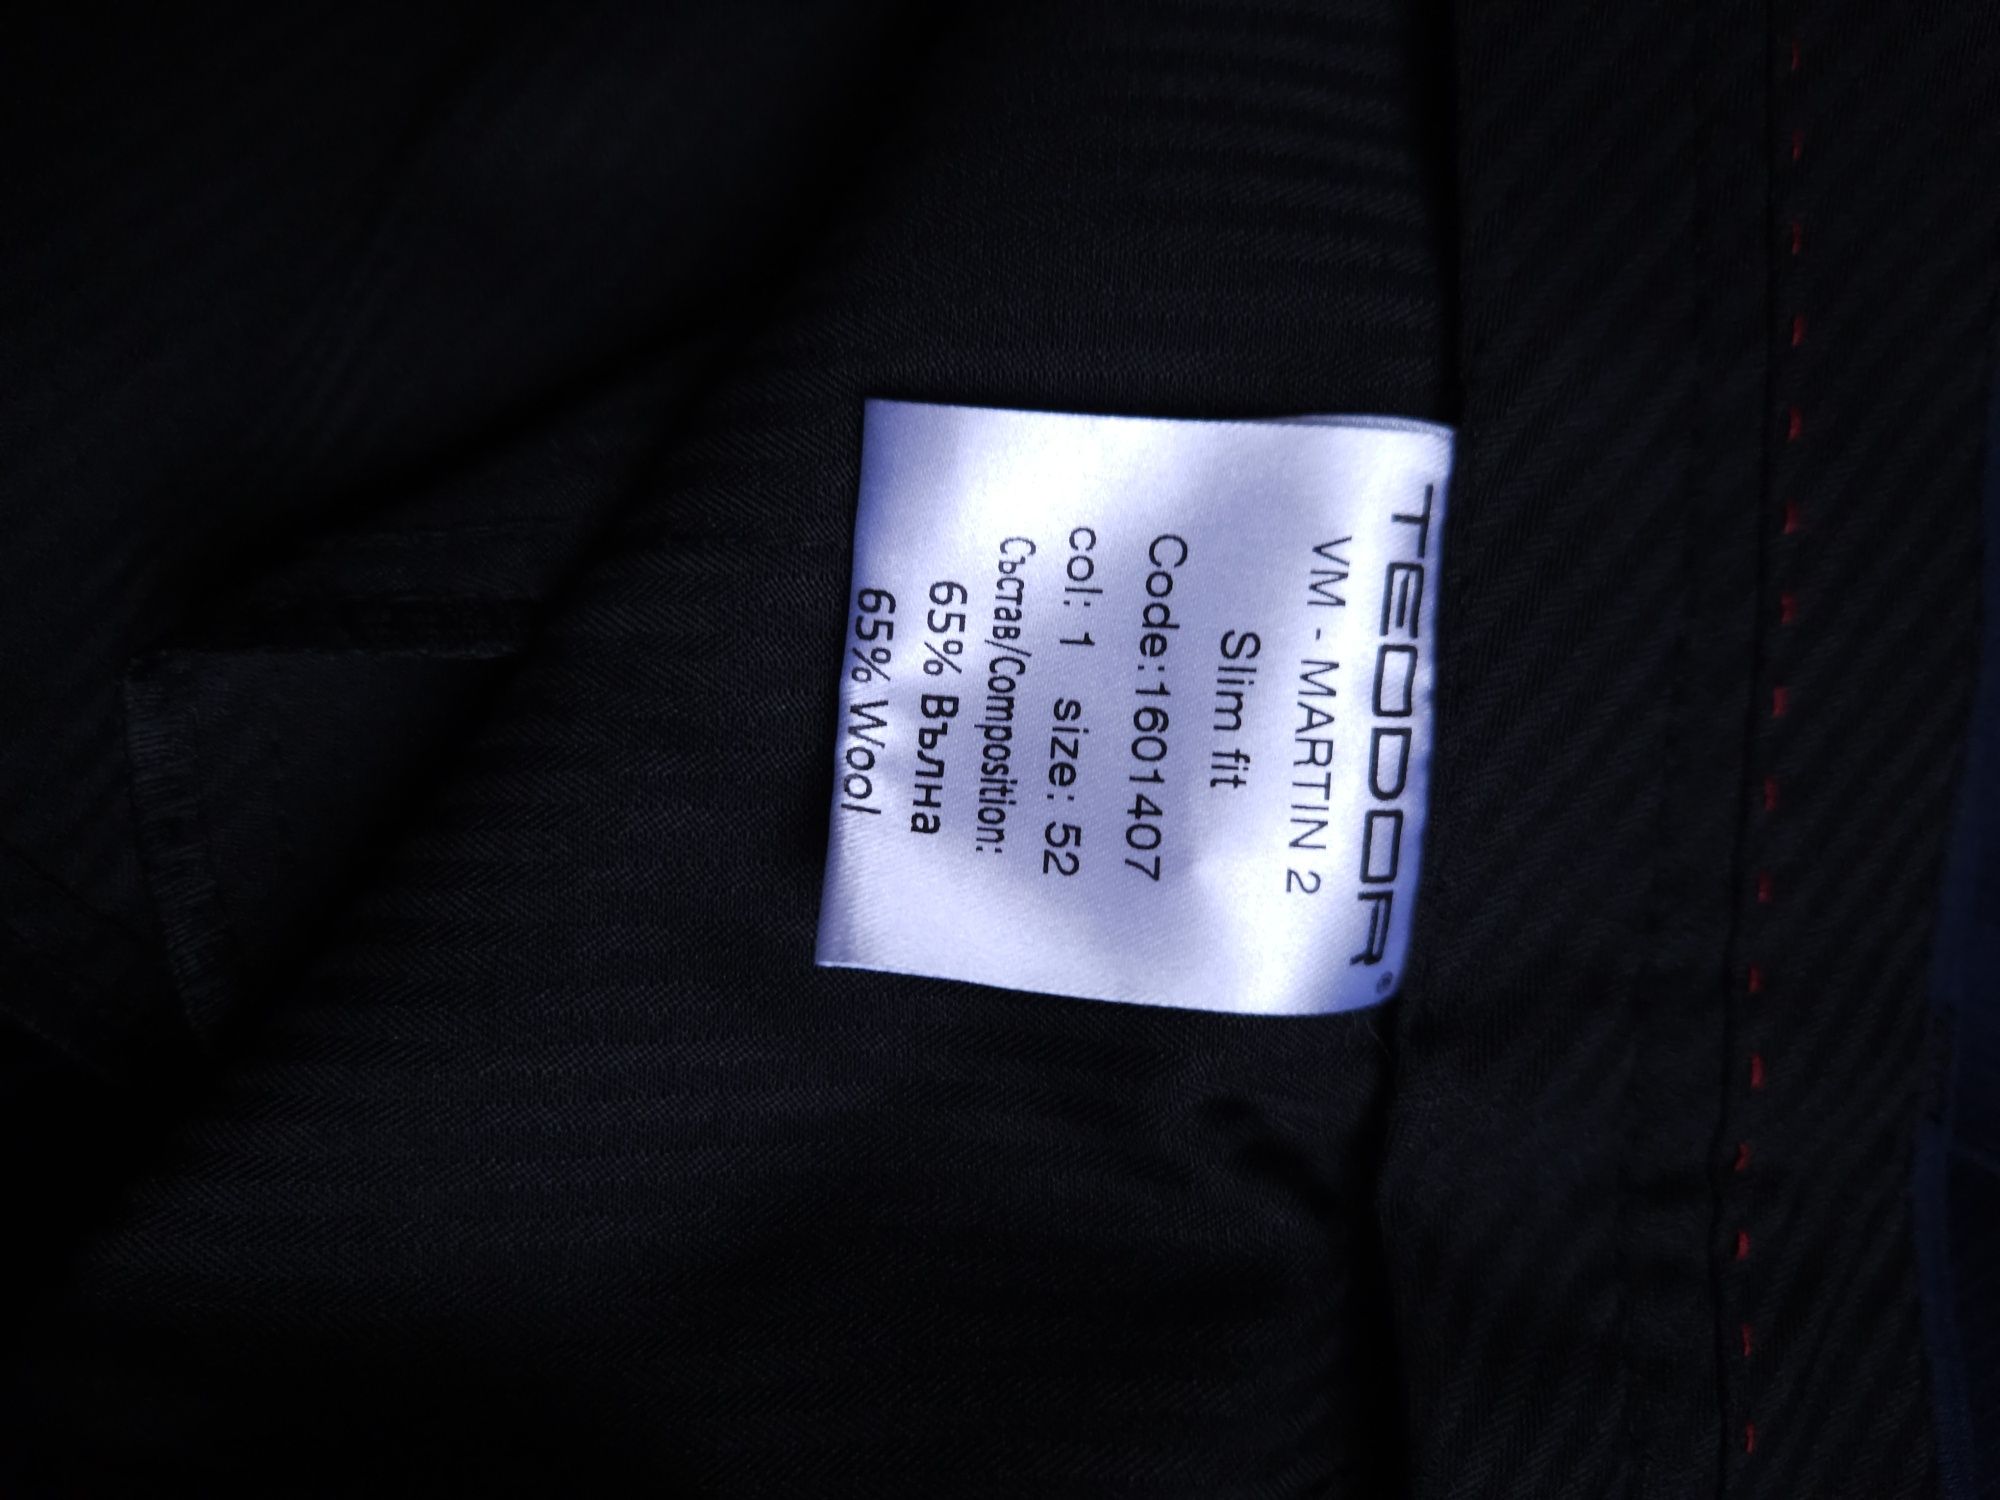 TEODOR®
VM - MARTIN 2
Slim fit
Code:1601407
col: 1 size: 52
Състав/Composition:
65% Вълна
65% Wool